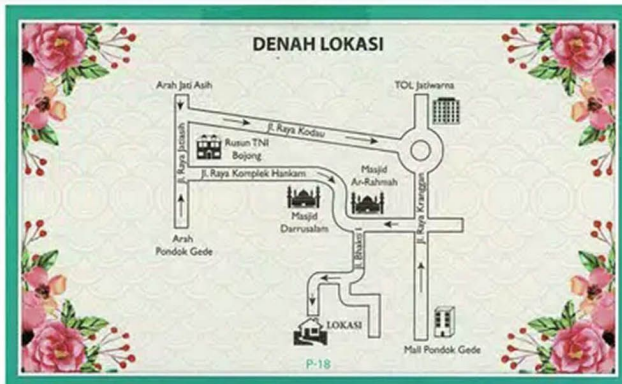 DENAH LOKASI
Arah Jati Asih
TOL Jatiwarna
Jl. Raya Kodau
Jl. Raya Jatiasih
Rusun TNI
Bojong
Jl. Raya Komplek Hankam
Masjid
Ar-Rahmah
Masjid
Darrusalam
Jl. Raya Kranggan
Arah
Pondok Gede
Jl. Bhakti I
LOKASI
Mall Pondok Gede
P-18